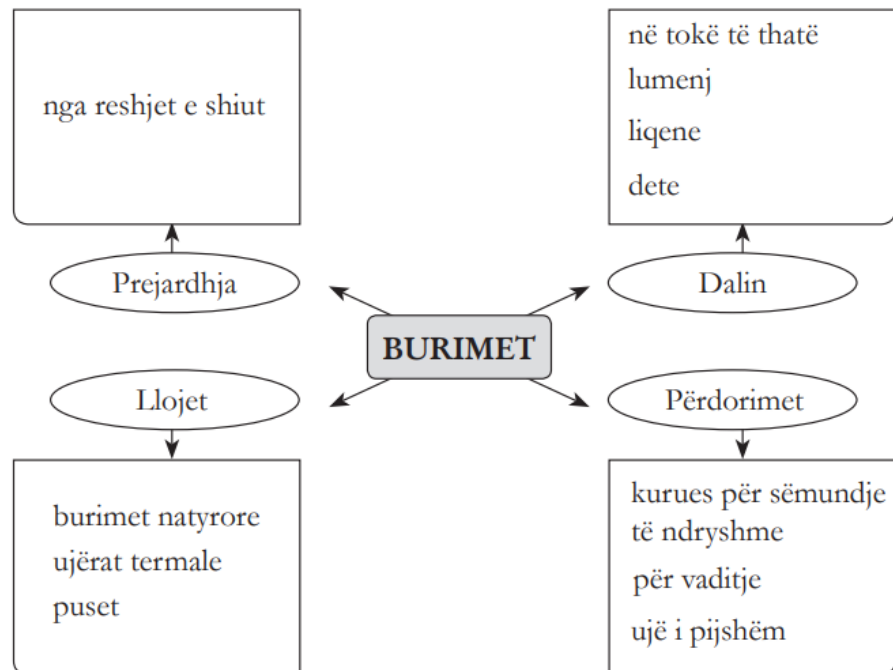 nga reshjet e shiut
në tokë të thatë
lumenj
liqene
dete
Prejardhja
Dalin
BURIMET
Llojet
Përdorimet
burimet natyrore
ujërat termale
puset
kurues për sëmundje
të ndryshme
për vaditje
ujë i pijshëm